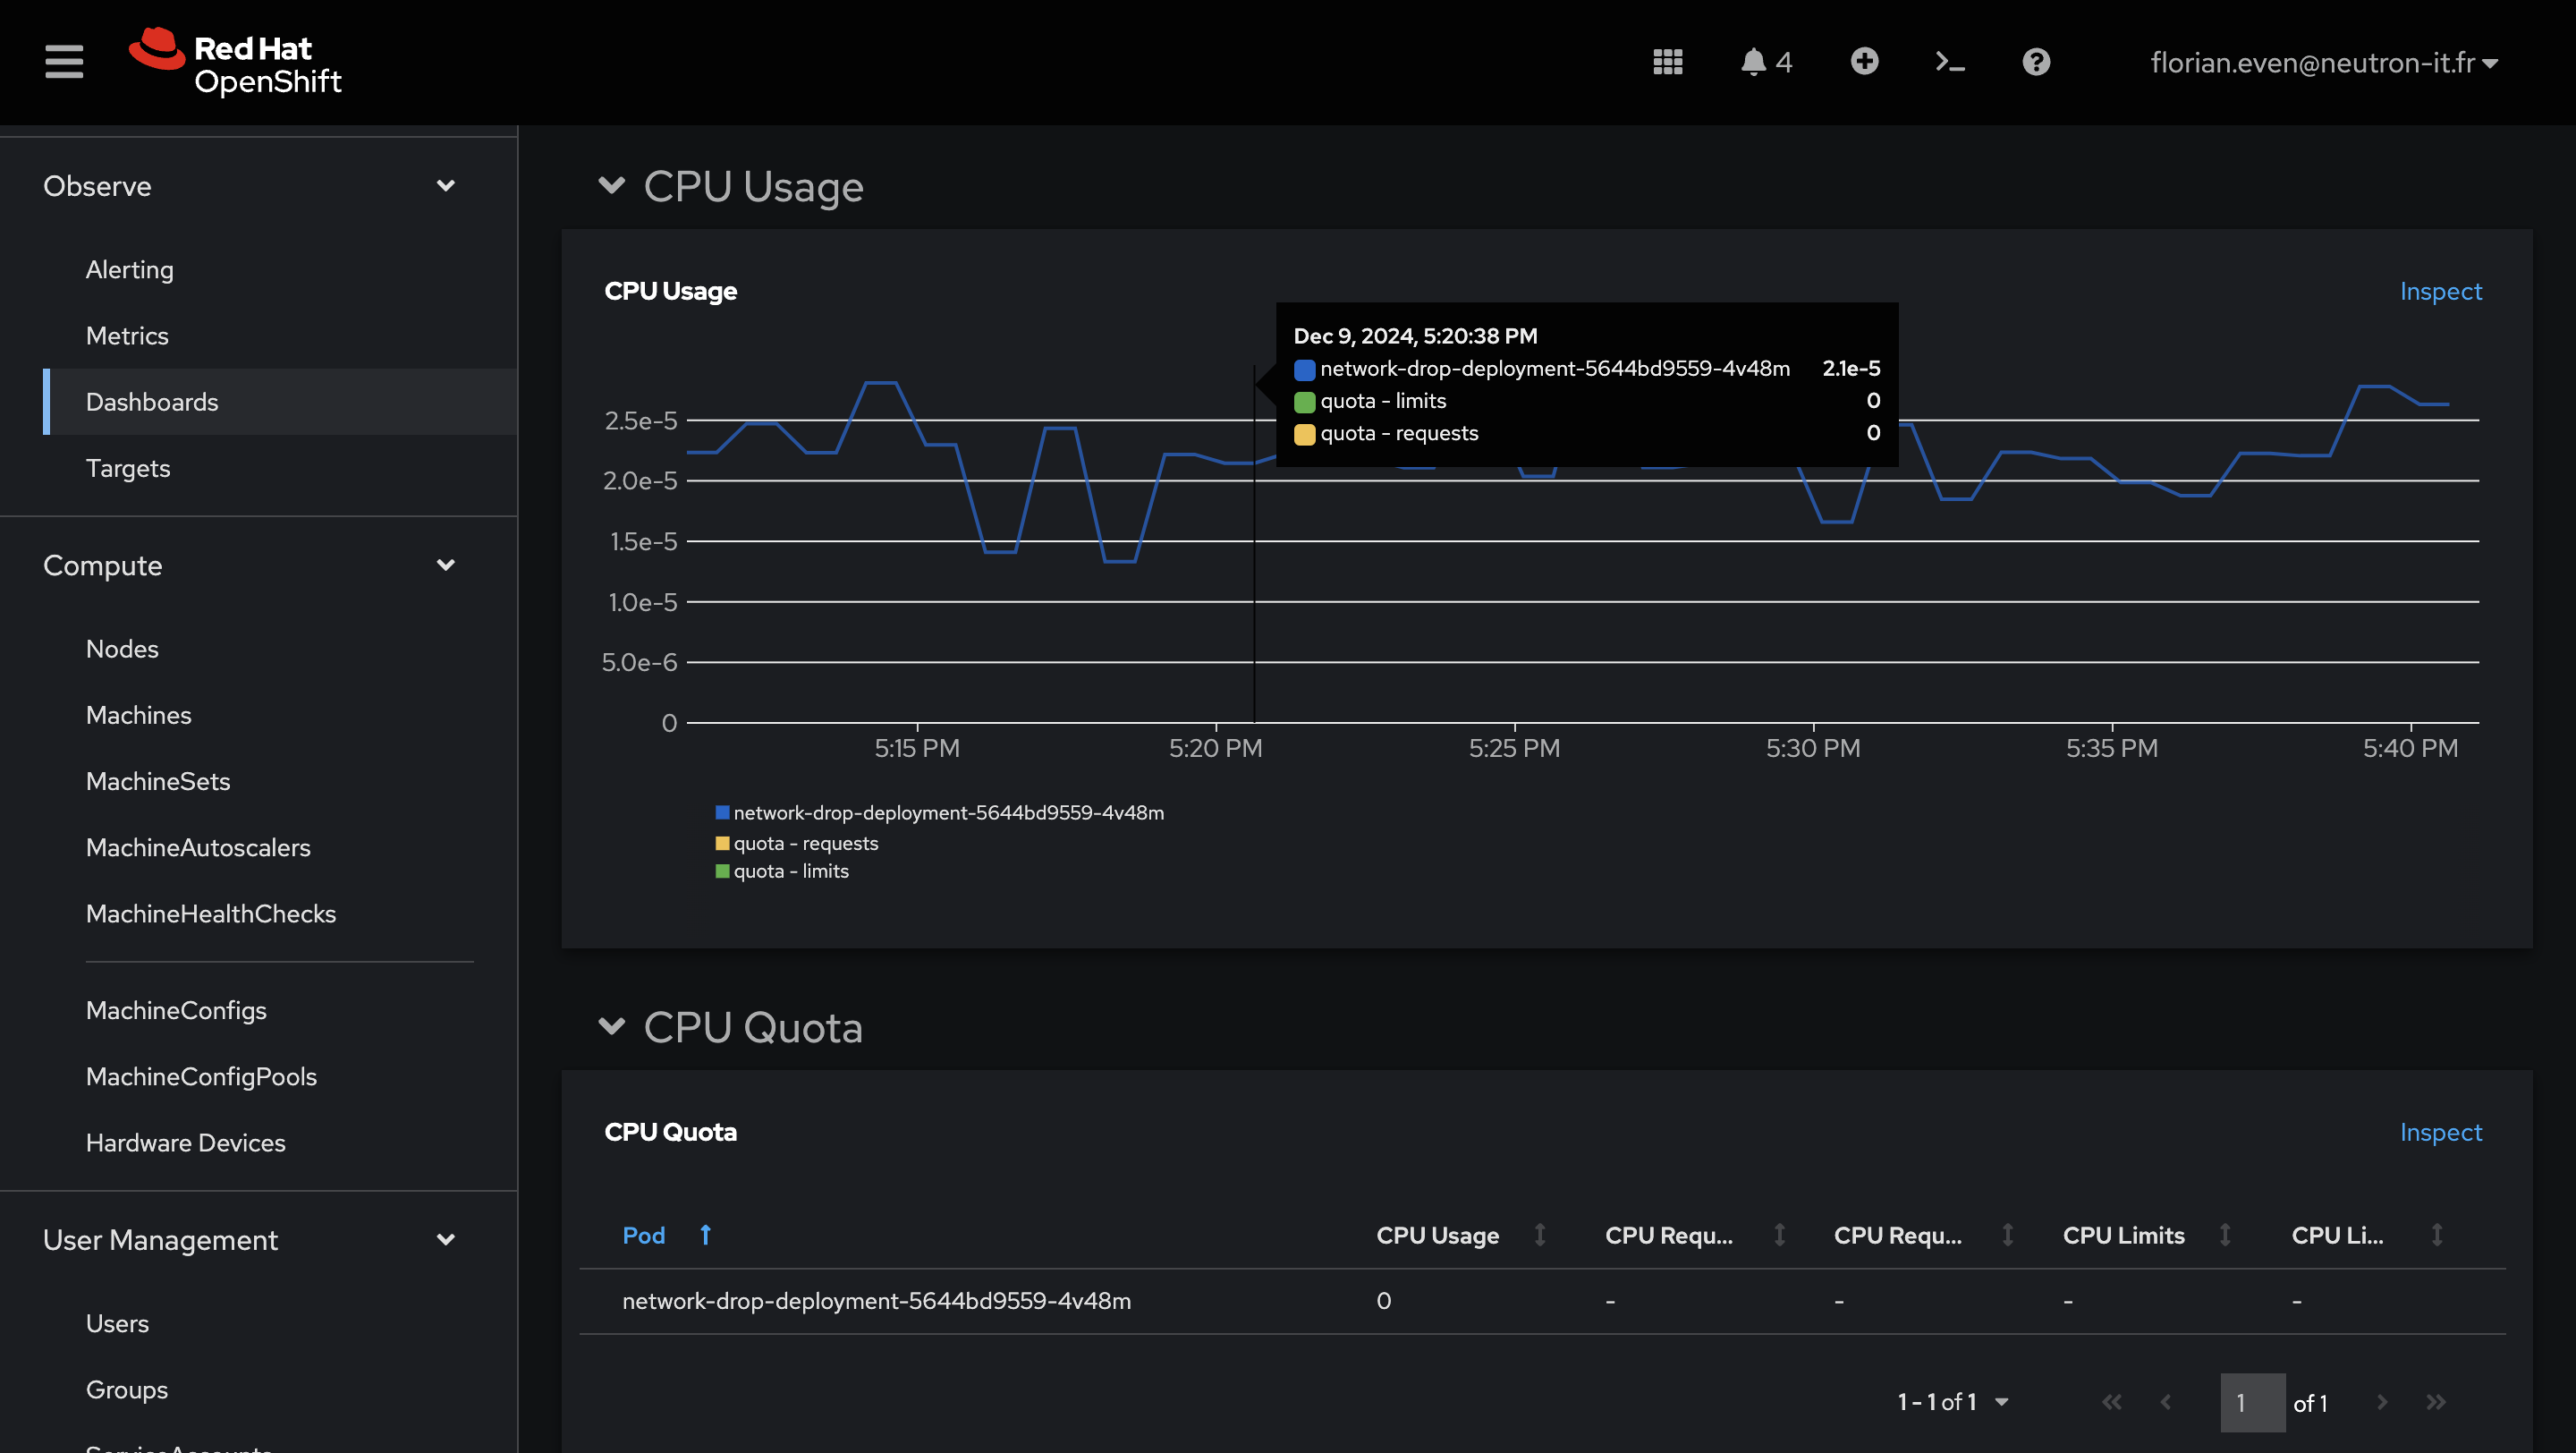 Red Hat
OpenShift
4
florian.even@neutron-it.fr
Observe
Alerting
Metrics
Dashboards
Targets
Compute
Nodes
Machines
MachineSets
MachineAutoscalers
MachineHealthChecks
MachineConfigs
MachineConfigPools
Hardware Devices
User Management
Users
Groups
ServiceAccounts
CPU Usage
CPU Usage
Inspect
Dec 9, 2024, 5:20:38 PM
network-drop-deployment-5644bd9559-4v48m 2.1e-5
quota - limits 0
quota - requests 0
2.5e-5
2.0e-5
1.5e-5
1.0e-5
5.0e-6
0
5:15 PM 5:20 PM 5:25 PM 5:30 PM 5:35 PM 5:40 PM
network-drop-deployment-5644bd9559-4v48m
quota - requests
quota - limits
CPU Quota
CPU Quota
Inspect
Pod CPU Usage CPU Requ... CPU Requ... CPU Limits CPU Li...
network-drop-deployment-5644bd9559-4v48m 0 - - - -
1 - 1 of 1 1 of 1